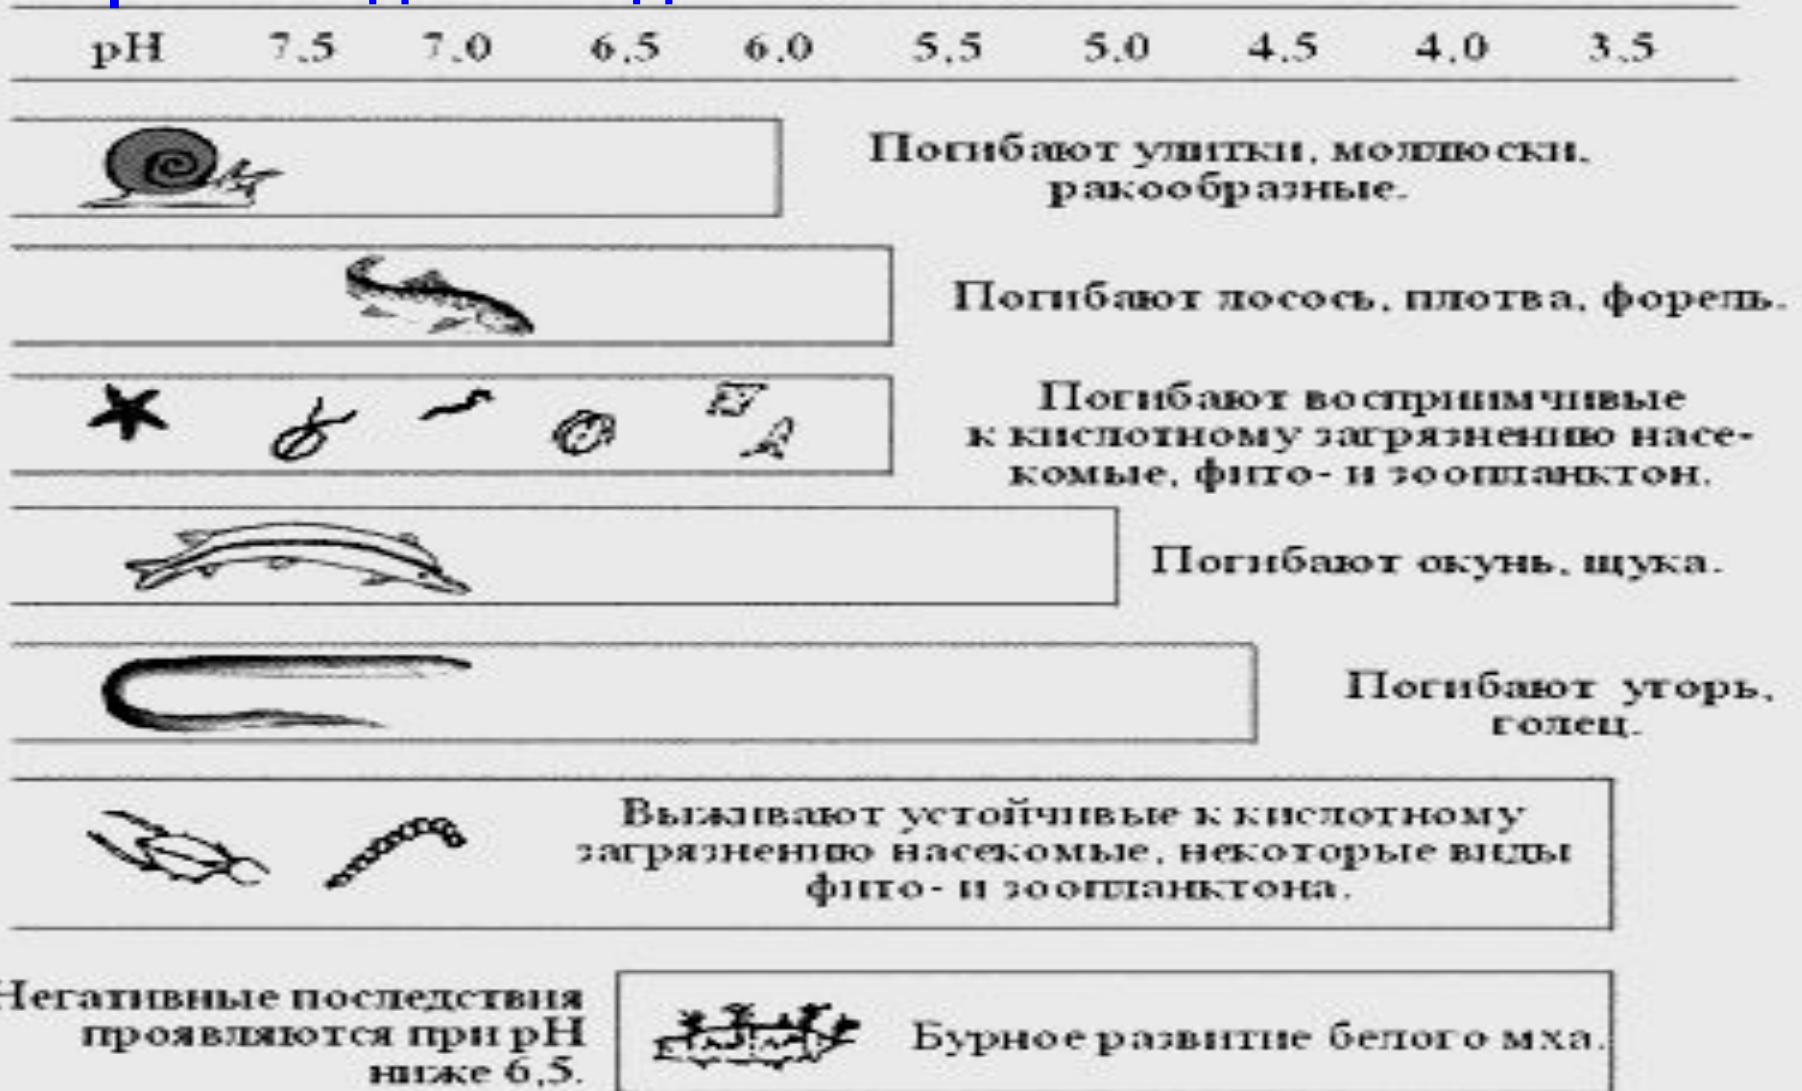 pH 7.5 7.0 6.5 6.0 5.5 5.0 4.5 4.0 3.5
Погибают улитки, моллюски,
ракообразные.
Погибают лосось, плотва, форель.
Погибают восприимчивые
к кислотному загрязнению насе-
комые, фито- и зоопланктон.
Погибают окунь, щука.
Погибают угорь,
голец.
Выживают устойчивые к кислотному
загрязнению насекомые, некоторые виды
фито- и зоопланктона.
Негативные последствия
проявляются при pH
ниже 6,5.
Бурное развитие белого мха.